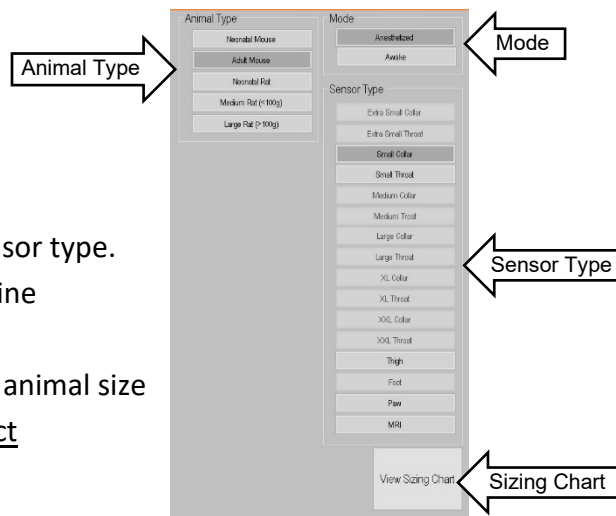 Animal Type
Neonatal Mouse
Adult Mouse
Neonatal Rat
Medium Rat (<100g)
Large Rat (>100g)
Mode
Anesthetized
Awake
Sensor Type
Extra Small Collar
Extra Small Throat
Small Collar
Small Throat
Medium Collar
Medium Troat
Large Collar
Large Throat
XL Collar
XL Throat
XXL Collar
XXL Throat
Thigh
Foot
Paw
MRI
View Sizing Chart
Animal Type
Mode
Sensor Type
Sizing Chart
sor type.
ine
animal size
ct